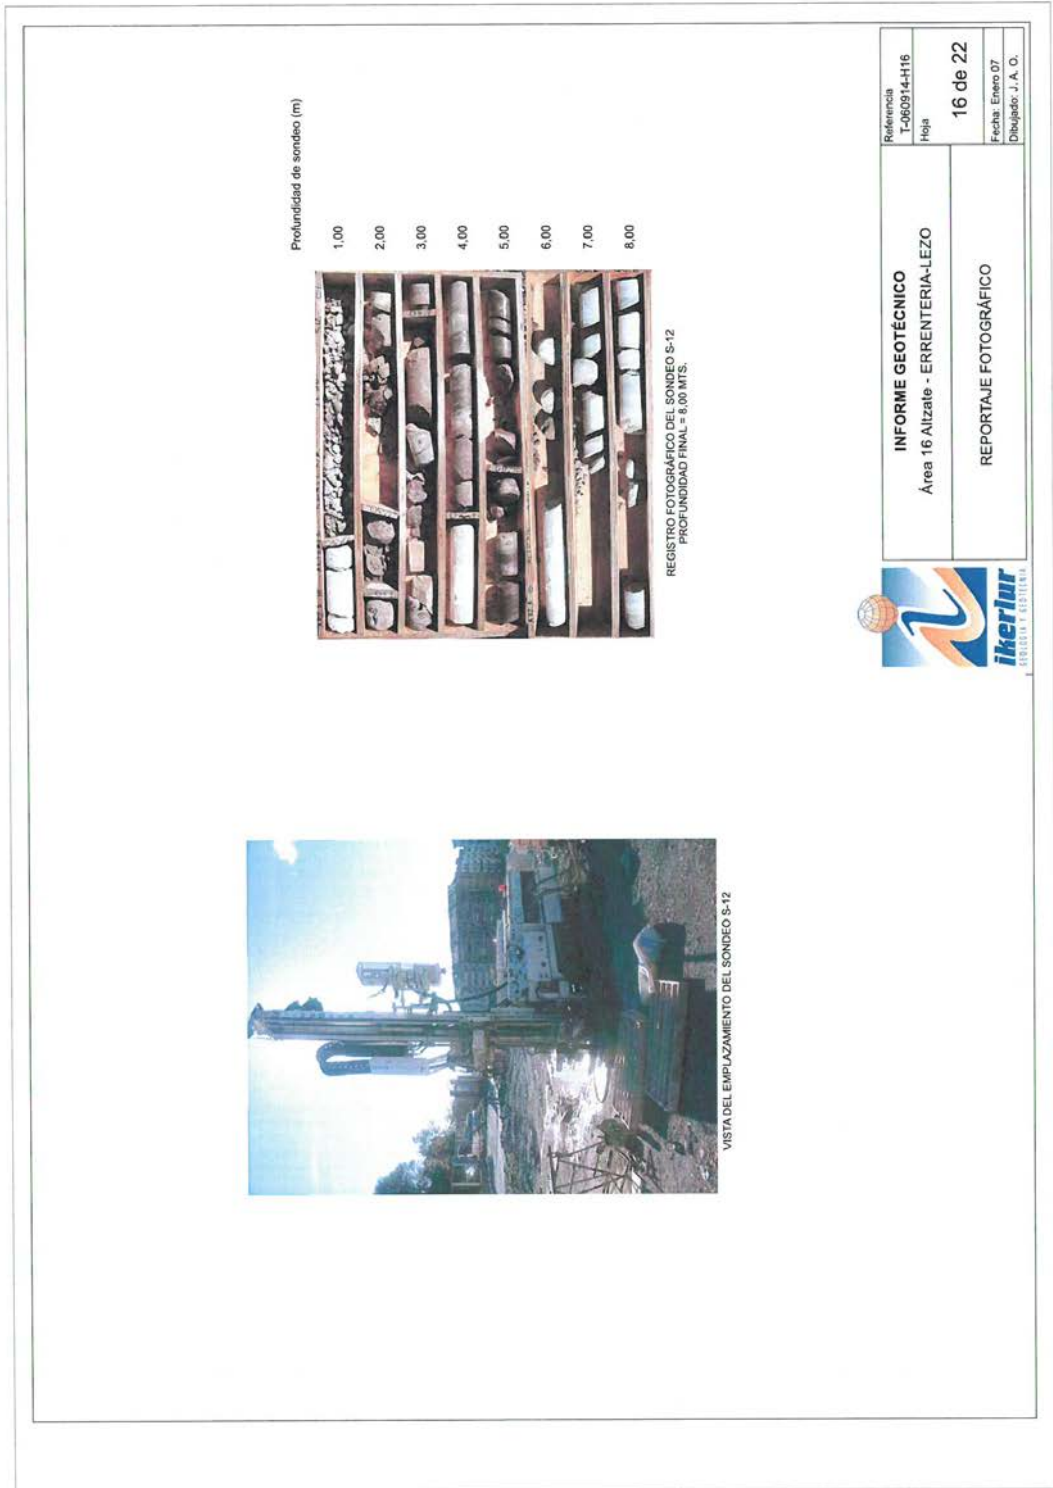 VISTA DEL EMPLAZAMIENTO DEL SONDEO S-12
Profundidad de sondeo (m)
1,00
2,00
3,00
4,00
5,00
6,00
7,00
8,00
REGISTRO FOTOGRÁFICO DEL SONDEO S-12
PROFUNDIDAD FINAL = 8,00 MTS.
ikerlur
GEOLOGIA Y GEOTECNIA
INFORME GEOTÉCNICO
Área 16 Altzate - ERRENTERIA-LEZO
REPORTAJE FOTOGRÁFICO
Referencia
T-060914-H16
Hoja
16 de 22
Fecha: Enero 07
Dibujado: J. A. O.